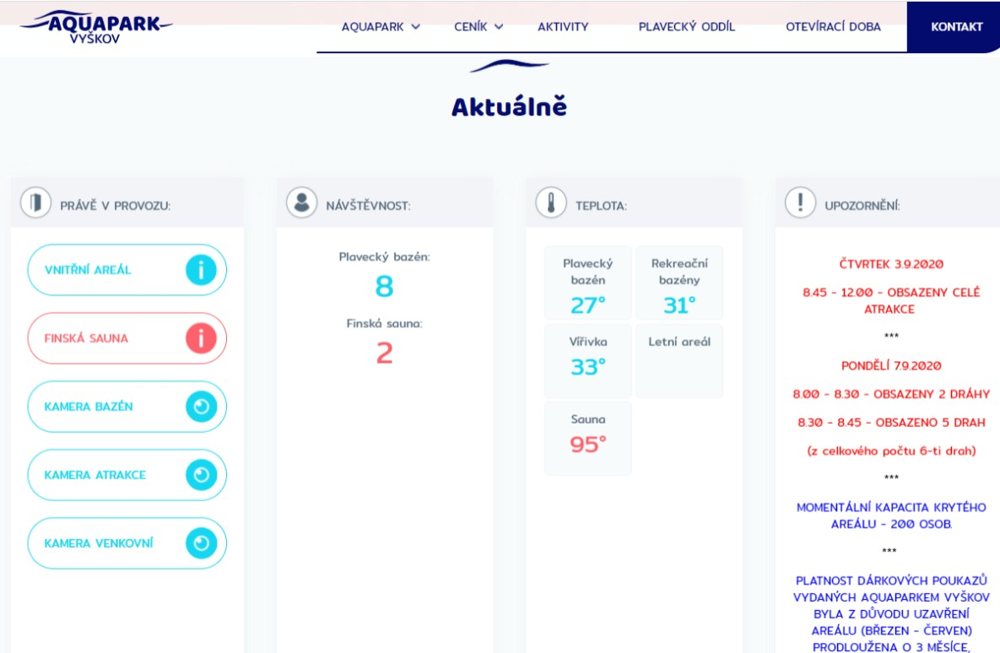 AQUAPARK
VYŠKOV
AQUAPARK
CENÍK
AKTIVITY
PLAVECKÝ ODDÍL
OTEVÍRACÍ DOBA
KONTAKT
Aktuálně
PRÁVĚ V PROVOZU:
VNITŘNÍ AREÁL
FINSKÁ SAUNA
KAMERA BAZÉN
KAMERA ATRAKCE
KAMERA VENKOVNÍ
NÁVŠTĚVNOST:
Plavecký bazén:
8
Finská sauna:
2
TEPLOTA:
Plavecký
bazén
27°
Rekreační
bazény
31°
Vířivka
33°
Letní areál
Sauna
95°
UPOZORNĚNÍ:
ČTVRTEK 3.9.2020
8.45 - 12.00 - OBSAZENY CELÉ
ATRAKCE
***
PONDĚLÍ 7.9.2020
8.00 - 8.30 - OBSAZENY 2 DRÁHY
8.30 - 8.45 - OBSAZENO 5 DRAH
(z celkového počtu 6-ti drah)
***
MOMENTÁLNÍ KAPACITA KRYTÉHO
AREÁLU - 200 OSOB.
***
PLATNOST DÁRKOVÝCH POUKAZŮ
VYDANÝCH AQUAPARKEM VYŠKOV
BYLA Z DŮVODU UZAVŘENÍ
AREÁLU (BŘEZEN - ČERVEN)
PRODLOUŽENA O 3 MĚSÍCE,